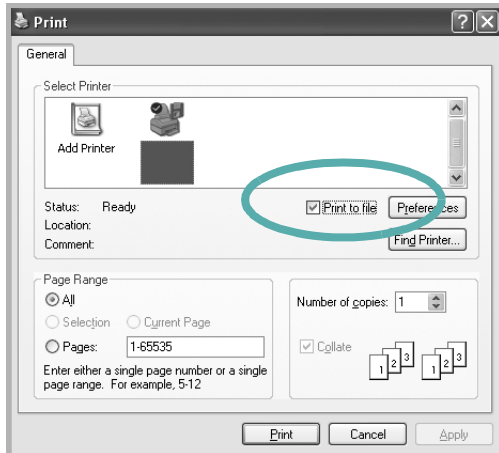 Print
General
Select Printer
Add Printer
Status: Ready
Print to file
Preferences
Location:
Comment:
Find Printer...
Page Range
All
Selection
Current Page
Pages: 1-65535
Enter either a single page number or a single
page range. For example, 5-12
Number of copies: 1
Collate
1 2 3 1 2 3
Print
Cancel
Apply